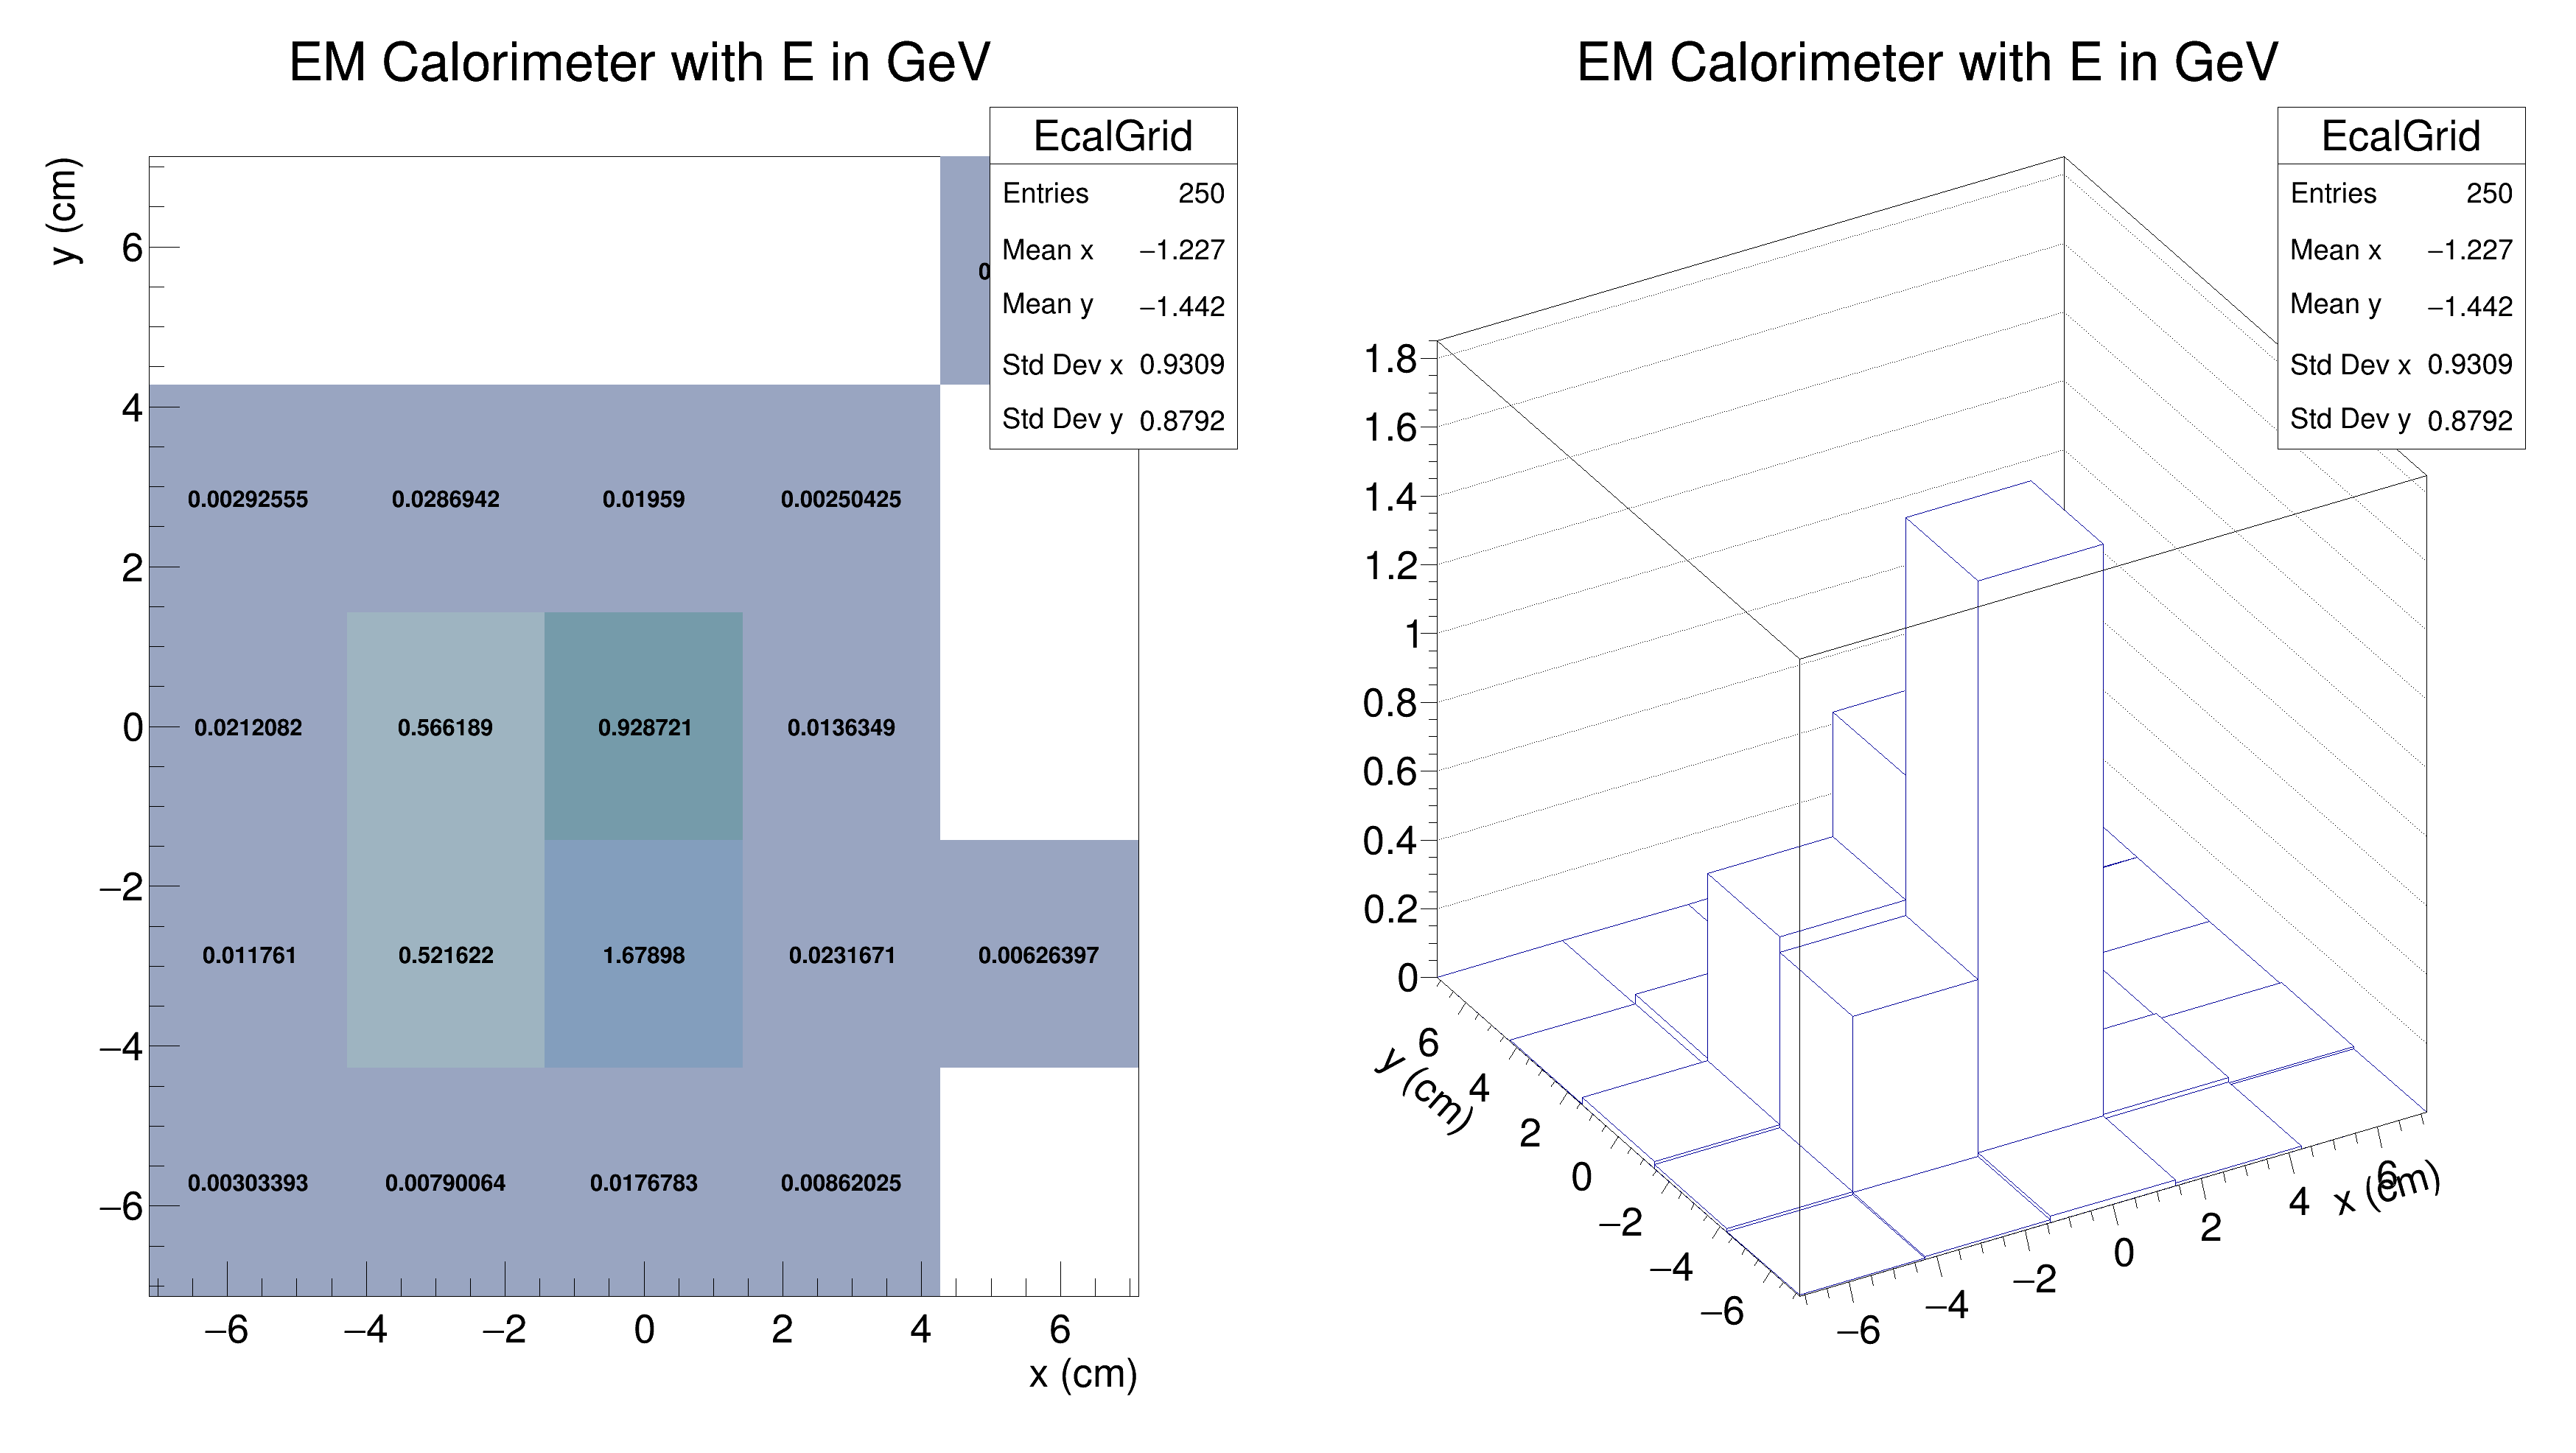 EM Calorimeter with E in GeV
EcalGrid
Entries 250
Mean x −1.227
Mean y −1.442
Std Dev x 0.9309
Std Dev y 0.8792
y (cm)
6
4
2
0
−2
−4
−6
0.00292555 0.0286942 0.01959 0.00250425
0.0212082 0.566189 0.928721 0.0136349
0.011761 0.521622 1.67898 0.0231671 0.00626397
0.00303393 0.00790064 0.0176783 0.00862025
−6 −4 −2 0 2 4 6
x (cm)
EM Calorimeter with E in GeV
EcalGrid
Entries 250
Mean x −1.227
Mean y −1.442
Std Dev x 0.9309
Std Dev y 0.8792
1.8
1.6
1.4
1.2
1
0.8
0.6
0.4
0.2
0
y (cm)
6
4
2
0
−2
−4
−6
−6
−4
−2
0
2
4
6
x (cm)